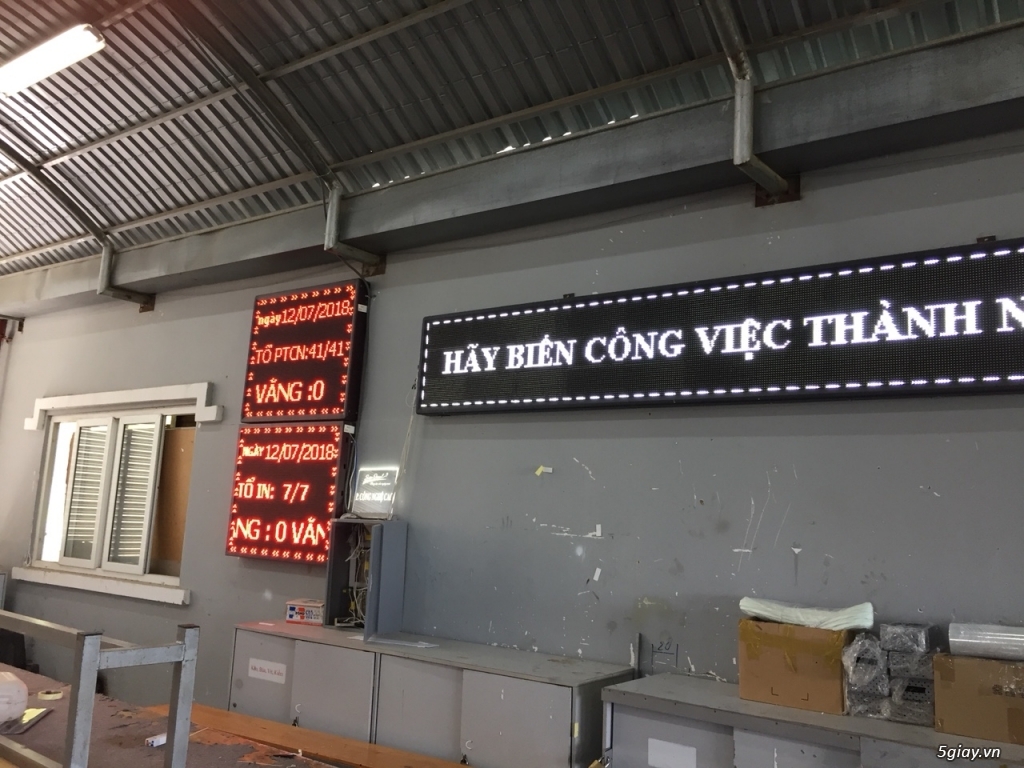 ngày 12/07/2018
TỔ PTCN:41/41
VẮNG :0
NGÀY 12/07/2018
TỔ IN: 7/7
NG : 0 VẮN
HÃY BIẾN CÔNG VIỆC THÀNH N
20
5giay.vn